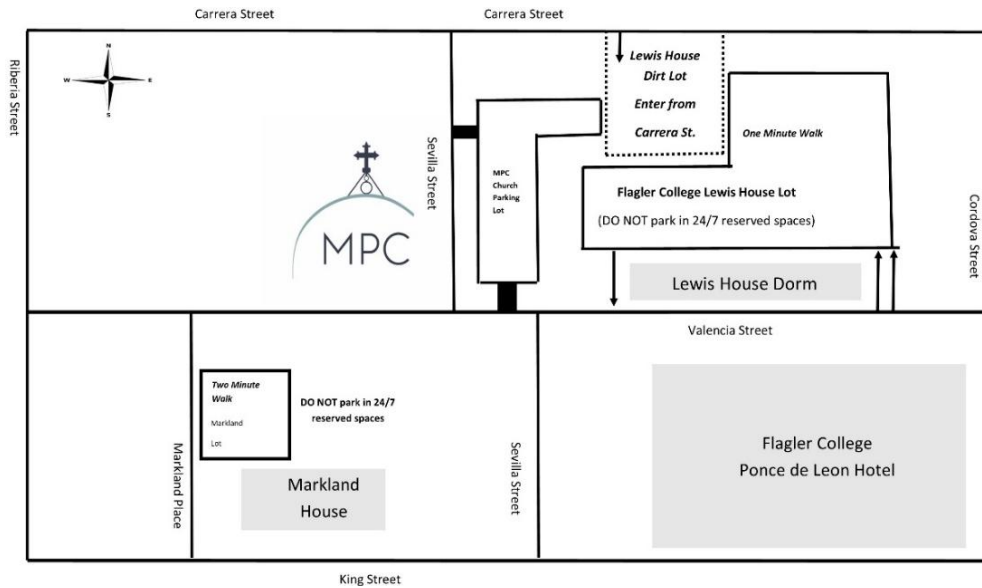 Carrera Street
Carrera Street
Riberia Street
N
W
E
S
Sevilla Street
MPC
Lewis House
Dirt Lot
Enter from
Carrera St.
One Minute Walk
MPC
Church
Parking
Lot
Flagler College Lewis House Lot
(DO NOT park in 24/7 reserved spaces)
Cordova Street
Lewis House Dorm
Valencia Street
Two Minute
Walk
Markland
Lot
DO NOT park in 24/7
reserved spaces
Markland Place
Markland
House
Sevilla Street
Flagler College
Ponce de Leon Hotel
King Street